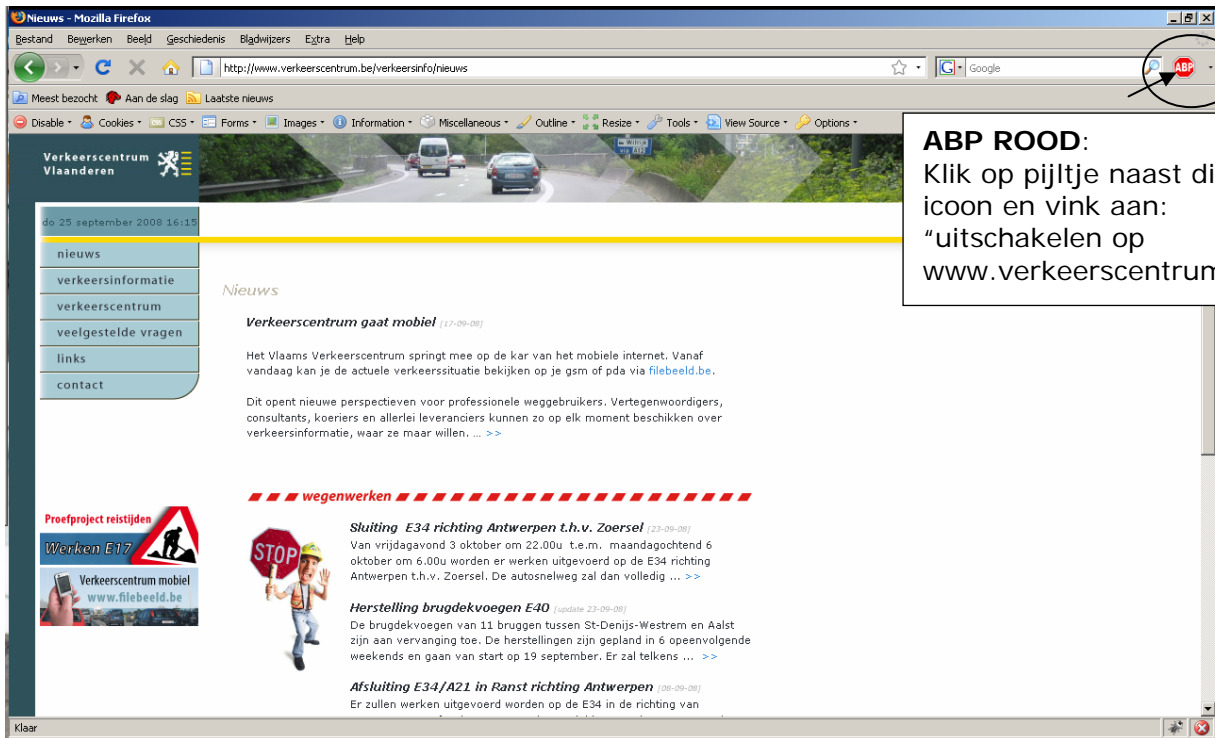 Nieuws - Mozilla Firefox
Bestand Bewerken Beeld Geschiedenis Bladwijzers Extra Help
http://www.verkeerscentrum.be/verkeersinfo/nieuws
Google
ABP
Meest bezocht Aan de slag Laatste nieuws
Disable Cookies CSS Forms Images Information Miscellaneous Outline Resize Tools View Source Options
ABP ROOD:
Klik op pijltje naast di
icoon en vink aan:
“uitschakelen op
www.verkeerscentrum
Verkeerscentrum
Vlaanderen
Wilrijk
via A12
do 25 september 2008 16:15
nieuws
verkeersinformatie
verkeerscentrum
veelgestelde vragen
links
contact
Nieuws
Verkeerscentrum gaat mobiel [17-09-08]
Het Vlaams Verkeerscentrum springt mee op de kar van het mobiele internet. Vanaf
vandaag kan je de actuele verkeerssituatie bekijken op je gsm of pda via filebeeld.be.
Dit opent nieuwe perspectieven voor professionele weggebruikers. Vertegenwoordigers,
consultants, koeriers en allerlei leveranciers kunnen zo op elk moment beschikken over
verkeersinformatie, waar ze maar willen. ... >>
wegenwerken
Proefproject reistijden
Werken E17
Verkeerscentrum mobiel
www.filebeeld.be
STOP
Sluiting E34 richting Antwerpen t.h.v. Zoersel [23-09-08]
Van vrijdagavond 3 oktober om 22.00u t.e.m. maandagochtend 6
oktober om 6.00u worden er werken uitgevoerd op de E34 richting
Antwerpen t.h.v. Zoersel. De autosnelweg zal dan volledig ... >>
Herstelling brugdekvoegen E40 [update 23-09-08]
De brugdekvoegen van 11 bruggen tussen St-Denijs-Westrem en Aalst
zijn aan vervanging toe. De herstellingen zijn gepland in 6 opeenvolgende
weekends en gaan van start op 19 september. Er zal telkens ... >>
Afsluiting E34/A21 in Ranst richting Antwerpen [08-09-08]
Er zullen werken uitgevoerd worden op de E34 in de richting van
Klaar